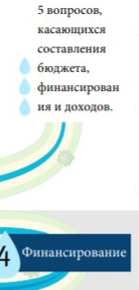 5 вопросов,
касающихся
составления
бюджета,
финансирован
ия и доходов.
4 Финансирование